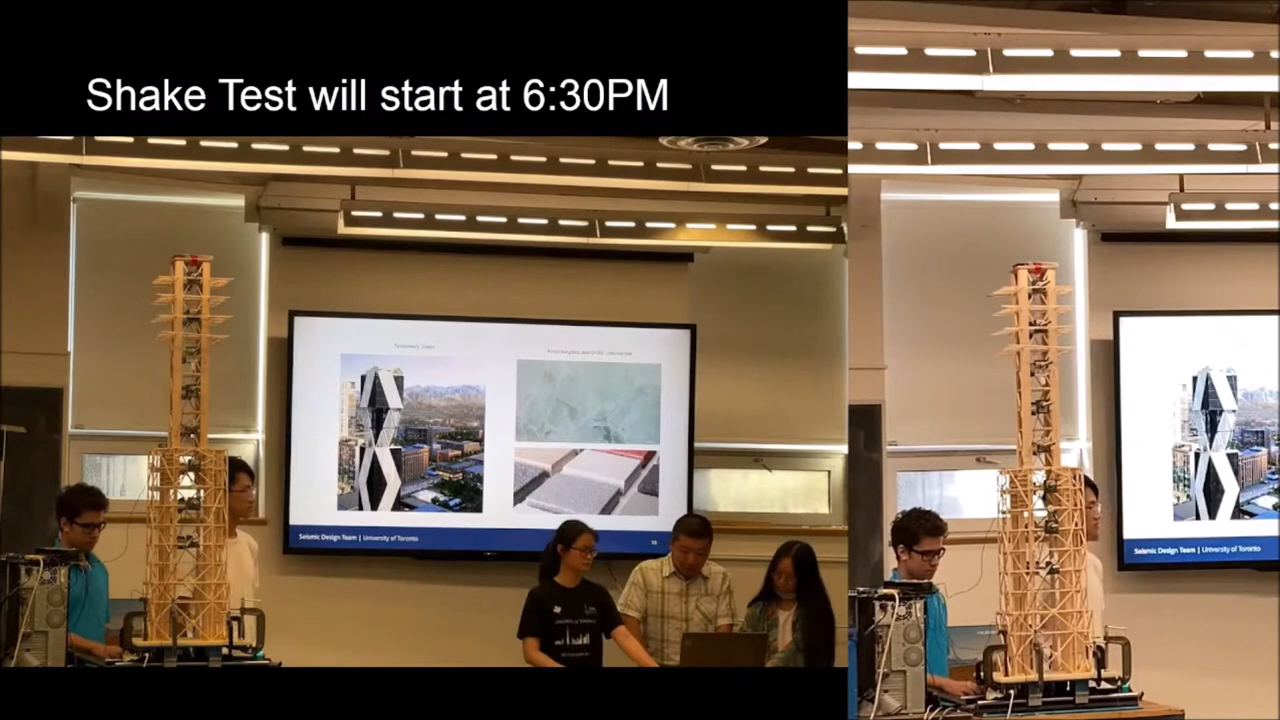 Shake Test will start at 6:30PM
Seismic Design Team | University of Toronto
10
Seismic Design Team | University of Toronto